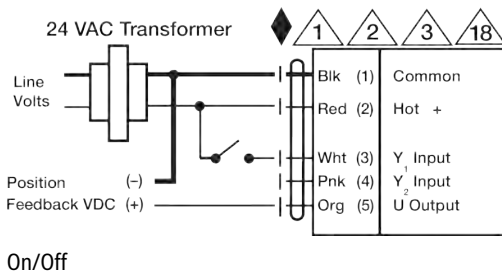 24 VAC Transformer
1 2 3 18
Line
Volts
Blk (1) Common
Red (2) Hot +
Wht (3) Y1 Input
Pnk (4) Y2 Input
Org (5) U Output
Position (–)
Feedback VDC (+)
On/Off